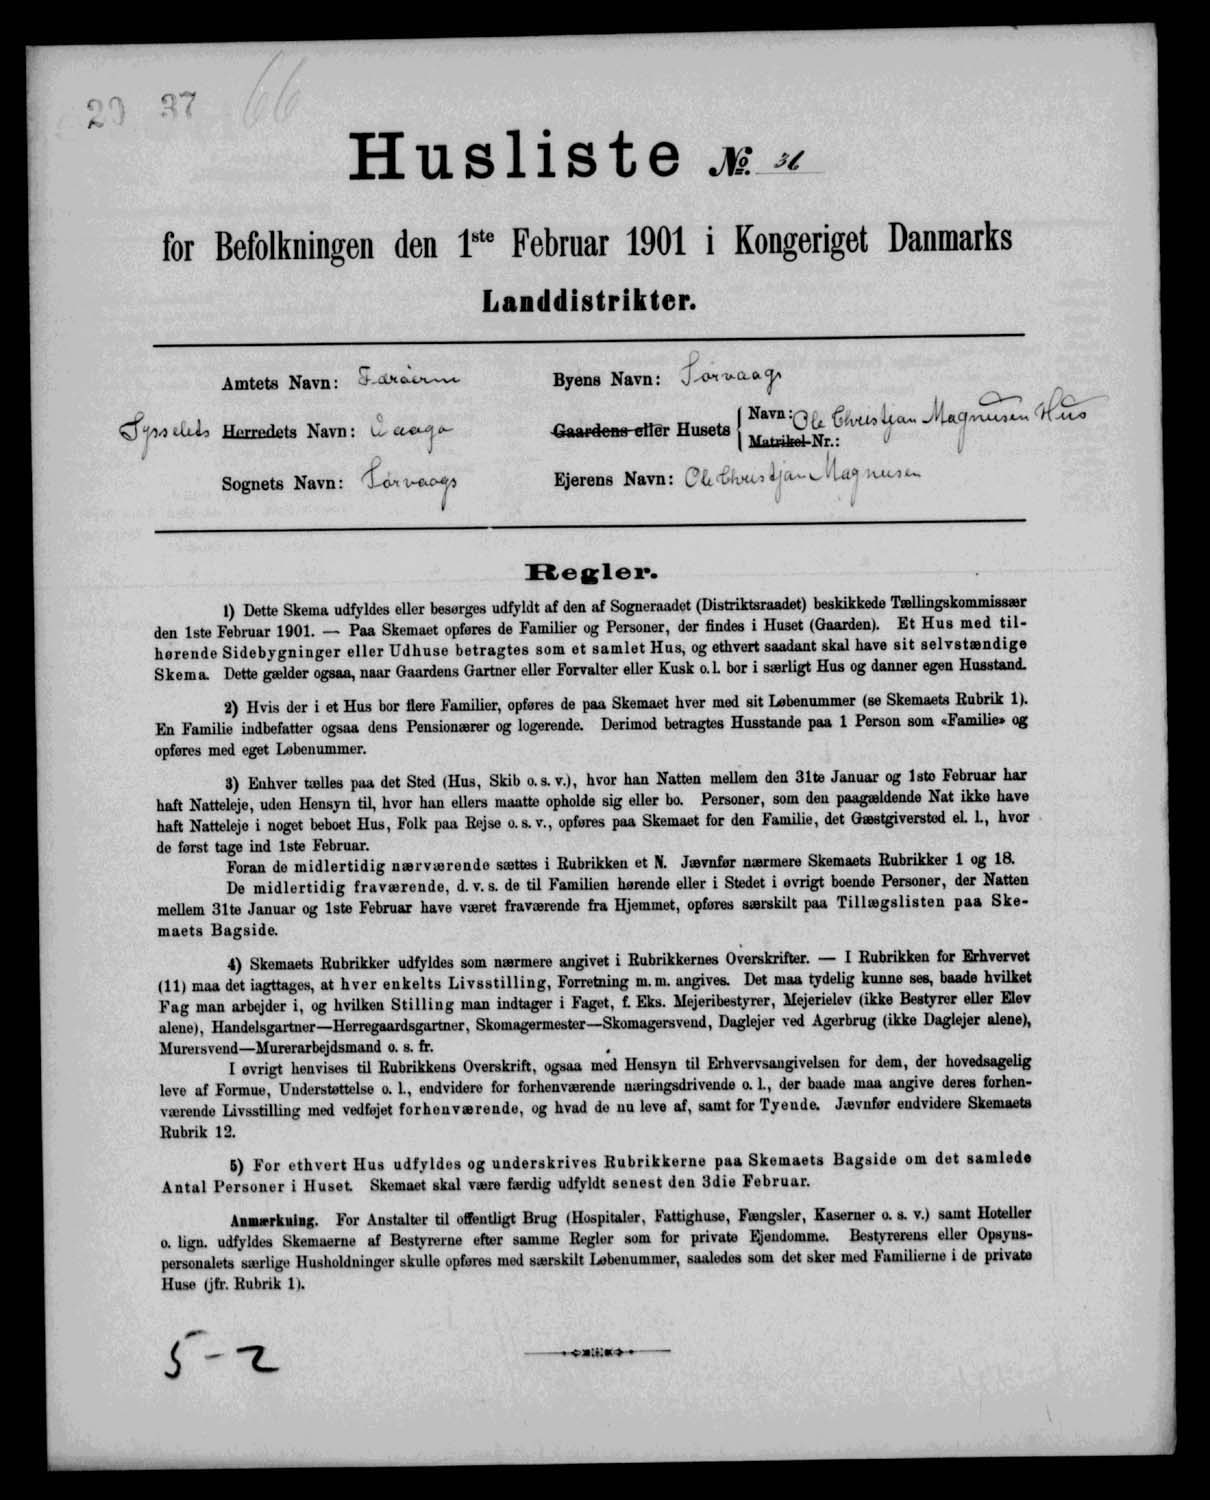 29 37 66
Husliste No. 36
for Befolkningen den 1ste Februar 1901 i Kongeriget Danmarks
Landdistrikter.
Amtets Navn: Færøerne
Byens Navn: Sørvaags
Sysselets Herredets Navn: Vaagø
Gaardens eller Husets { Navn: Ole Christjan Magnusen Hus
Matrikel-Nr.:
Sognets Navn: Sørvaags
Ejerens Navn: Ole Christjan Magnusen
Regler.
1) Dette Skema udfyldes eller besørges udfyldt af den af Sogneraadet (Distriktsraadet) beskikkede Tællingskommissær
den 1ste Februar 1901. — Paa Skemaet opføres de Familier og Personer, der findes i Huset (Gaarden). Et Hus med til-
hørende Sidebygninger eller Udhuse betragtes som et samlet Hus, og ethvert saadant skal have sit selvstændige
Skema. Dette gælder ogsaa, naar Gaardens Gartner eller Forvalter eller Kusk o. l. bor i særligt Hus og danner egen Husstand.
2) Hvis der i et Hus bor flere Familier, opføres de paa Skemaet hver med sit Løbenummer (se Skemaets Rubrik 1).
En Familie indbefatter ogsaa dens Pensionærer og logerende. Derimod betragtes Husstande paa 1 Person som «Familie» og
opføres med eget Løbenummer.
3) Enhver tælles paa det Sted (Hus, Skib o. s. v.), hvor han Natten mellem den 31te Januar og 1ste Februar har
haft Natteleje, uden Hensyn til, hvor han ellers maatte opholde sig eller bo. Personer, som den paagældende Nat ikke have
haft Natteleje i noget beboet Hus, Folk paa Rejse o. s. v., opføres paa Skemaet for den Familie, det Gæstgiversted el. l., hvor
de først tage ind 1ste Februar.
Foran de midlertidig nærværende sættes i Rubrikken et N. Jævnfør nærmere Skemaets Rubrikker 1 og 18.
De midlertidig fraværende, d. v. s. de til Familien hørende eller i Stedet i øvrigt boende Personer, der Natten
mellem 31te Januar og 1ste Februar have været fraværende fra Hjemmet, opføres særskilt paa Tillægslisten paa Ske-
maets Bagside.
4) Skemaets Rubrikker udfyldes som nærmere angivet i Rubrikkernes Overskrifter. — I Rubrikken for Erhvervet
(11) maa det iagttages, at hver enkelts Livsstilling, Forretning m. m. angives. Det maa tydelig kunne ses, baade hvilket
Fag man arbejder i, og hvilken Stilling man indtager i Faget, f. Eks. Mejeribestyrer, Mejerielev (ikke Bestyrer eller Elev
alene), Handelsgartner—Herregaardsgartner, Skomagermester—Skomagersvend, Daglejer ved Agerbrug (ikke Daglejer alene),
Murersvend—Murerarbejdsmand o. s. fr.
I øvrigt henvises til Rubrikkens Overskrift, ogsaa med Hensyn til Erhvervsangivelsen for dem, der hovedsagelig
leve af Formue, Understøttelse o. l., endvidere for forhenværende næringsdrivende o. l., der baade maa angive deres forhen-
værende Livsstilling med vedføjet forhenværende, og hvad de nu leve af, samt for Tyende. Jævnfør endvidere Skemaets
Rubrik 12.
5) For ethvert Hus udfyldes og underskrives Rubrikkerne paa Skemaets Bagside om det samlede
Antal Personer i Huset. Skemaet skal være færdig udfyldt senest den 3die Februar.
Anmærkning. For Anstalter til offentligt Brug (Hospitaler, Fattighuse, Fængsler, Kaserner o. s. v.) samt Hoteller
o. lign. udfyldes Skemaerne af Bestyrerne efter samme Regler som for private Ejendomme. Bestyrerens eller Opsyns-
personalets særlige Husholdninger skulle opføres med særskilt Løbenummer, saaledes som det sker med Familierne i de private
Huse (jfr. Rubrik 1).
5-2